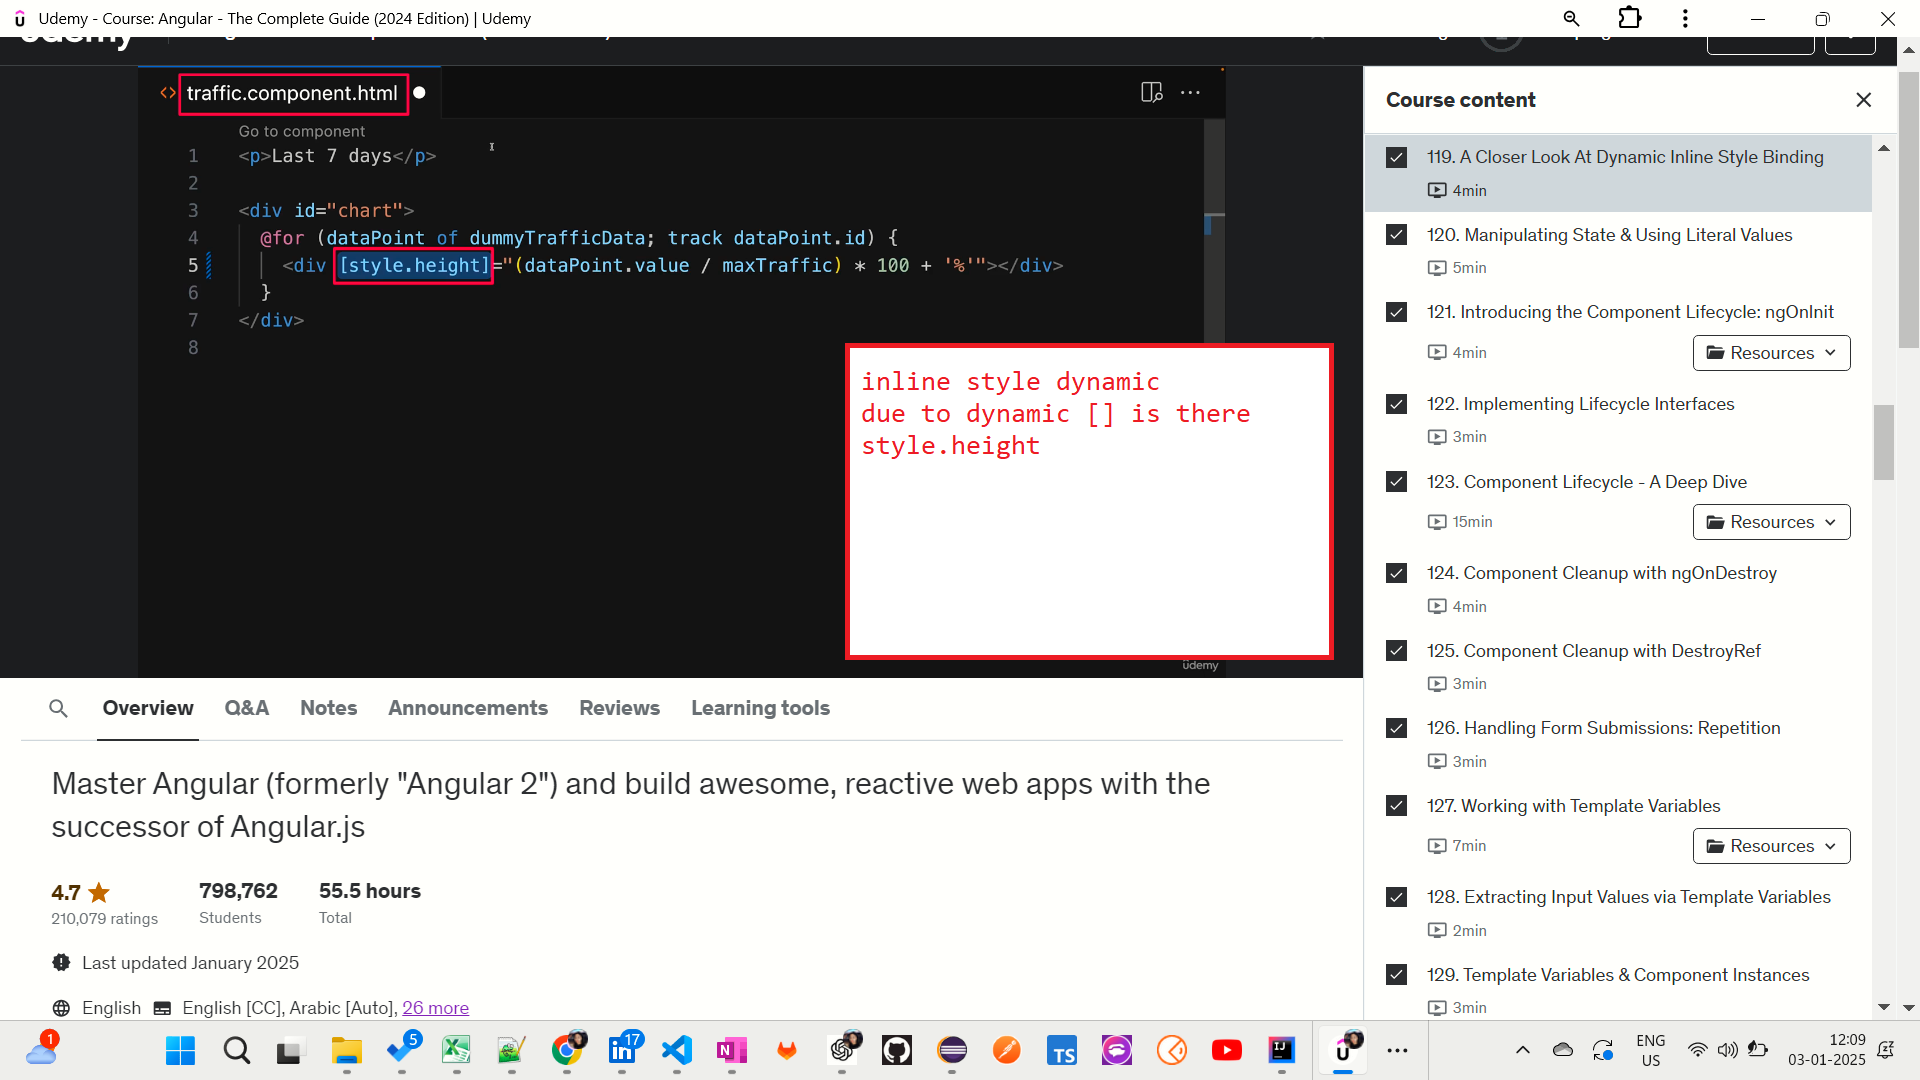 Udemy - Course: Angular - The Complete Guide (2024 Edition) | Udemy
traffic.component.html
Go to component
1 <p>Last 7 days</p>
2
3 <div id="chart">
4 @for (dataPoint of dummyTrafficData; track dataPoint.id) {
5 <div [style.height]="(dataPoint.value / maxTraffic) * 100 + '%'"></div>
6 }
7 </div>
8
inline style dynamic
due to dynamic [] is there
style.height
ûdemy
Course content
119. A Closer Look At Dynamic Inline Style Binding
4min
120. Manipulating State & Using Literal Values
5min
121. Introducing the Component Lifecycle: ngOnInit
4min
Resources
122. Implementing Lifecycle Interfaces
3min
123. Component Lifecycle - A Deep Dive
15min
Resources
124. Component Cleanup with ngOnDestroy
4min
125. Component Cleanup with DestroyRef
3min
126. Handling Form Submissions: Repetition
3min
127. Working with Template Variables
7min
Resources
128. Extracting Input Values via Template Variables
2min
129. Template Variables & Component Instances
3min
Overview Q&A Notes Announcements Reviews Learning tools
Master Angular (formerly "Angular 2") and build awesome, reactive web apps with the
successor of Angular.js
4.7 798,762 55.5 hours
210,079 ratings Students Total
Last updated January 2025
English English [CC], Arabic [Auto], 26 more
1
5
17
TS
IJ
ENG
US
12:09
03-01-2025